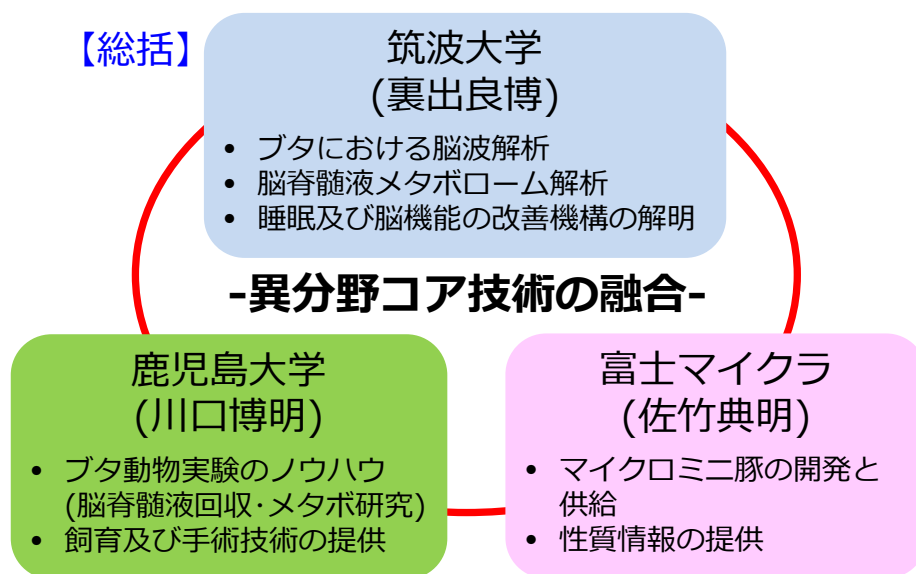 【総括】
筑波大学
(裏出良博)
• ブタにおける脳波解析
• 脳脊髄液メタボローム解析
• 睡眠及び脳機能の改善機構の解明
-異分野コア技術の融合-
鹿児島大学
(川口博明)
• ブタ動物実験のノウハウ
(脳脊髄液回収･メタボ研究)
• 飼育及び手術技術の提供
富士マイクラ
(佐竹典明)
• マイクロミニ豚の開発と
供給
• 性質情報の提供